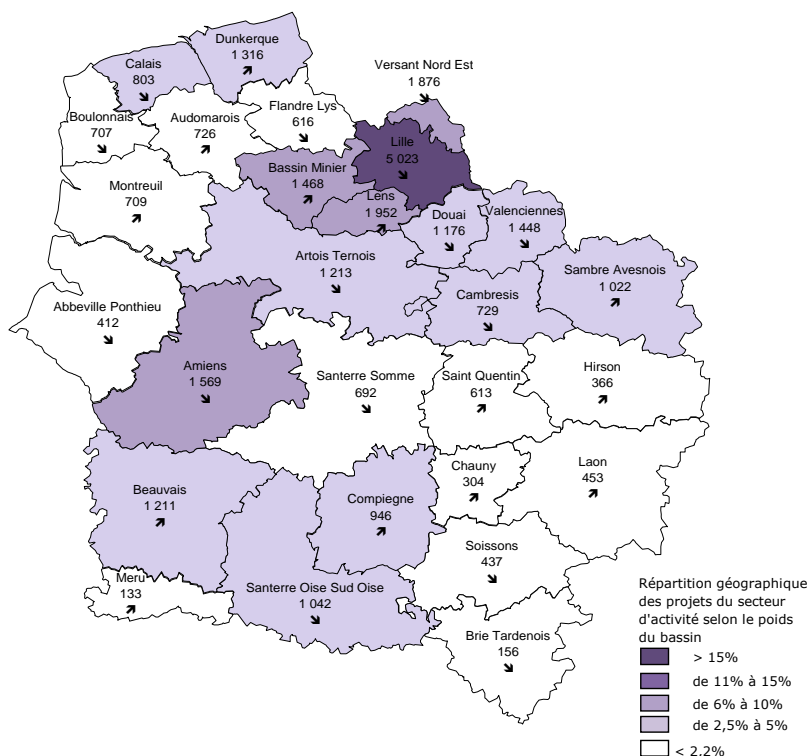 Dunkerque
1 316
↗
Calais
803
↘
Versant Nord Est
1 876
↘
Boulonnais
707
↘
Audomarois
726
↗
Flandre Lys
616
↘
Lille
5 023
↘
Bassin Minier
1 468
↗
Lens
1 952
↗
Montreuil
709
↗
Douai
1 176
↘
Valenciennes
1 448
↘
Artois Ternois
1 213
↘
Sambre Avesnois
1 022
↗
Cambresis
729
↘
Abbeville Ponthieu
412
↘
Amiens
1 569
↘
Santerre Somme
692
↘
Saint Quentin
613
↗
Hirson
366
↗
Chauny
304
↗
Laon
453
↗
Beauvais
1 211
↗
Compiegne
946
↗
Soissons
437
↘
Meru
133
↗
Santerre Oise Sud Oise
1 042
↘
Brie Tardenois
156
↘
Répartition géographique
des projets du secteur
d'activité selon le poids
du bassin
> 15%
de 11% à 15%
de 6% à 10%
de 2,5% à 5%
< 2,2%